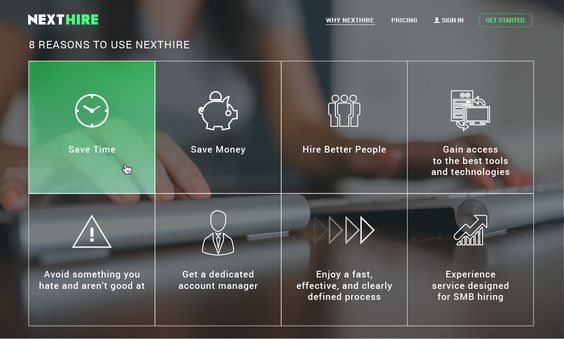 NEXTHIRE
WHY NEXTHIRE
PRICING
SIGN IN
GET STARTED
8 REASONS TO USE NEXTHIRE
Save Time
Save Money
Hire Better People
Gain access
to the best tools
and technologies
Avoid something you
hate and aren't good at
Get a dedicated
account manager
Enjoy a fast,
effective, and clearly
defined process
Experience
service designed
for SMB hiring